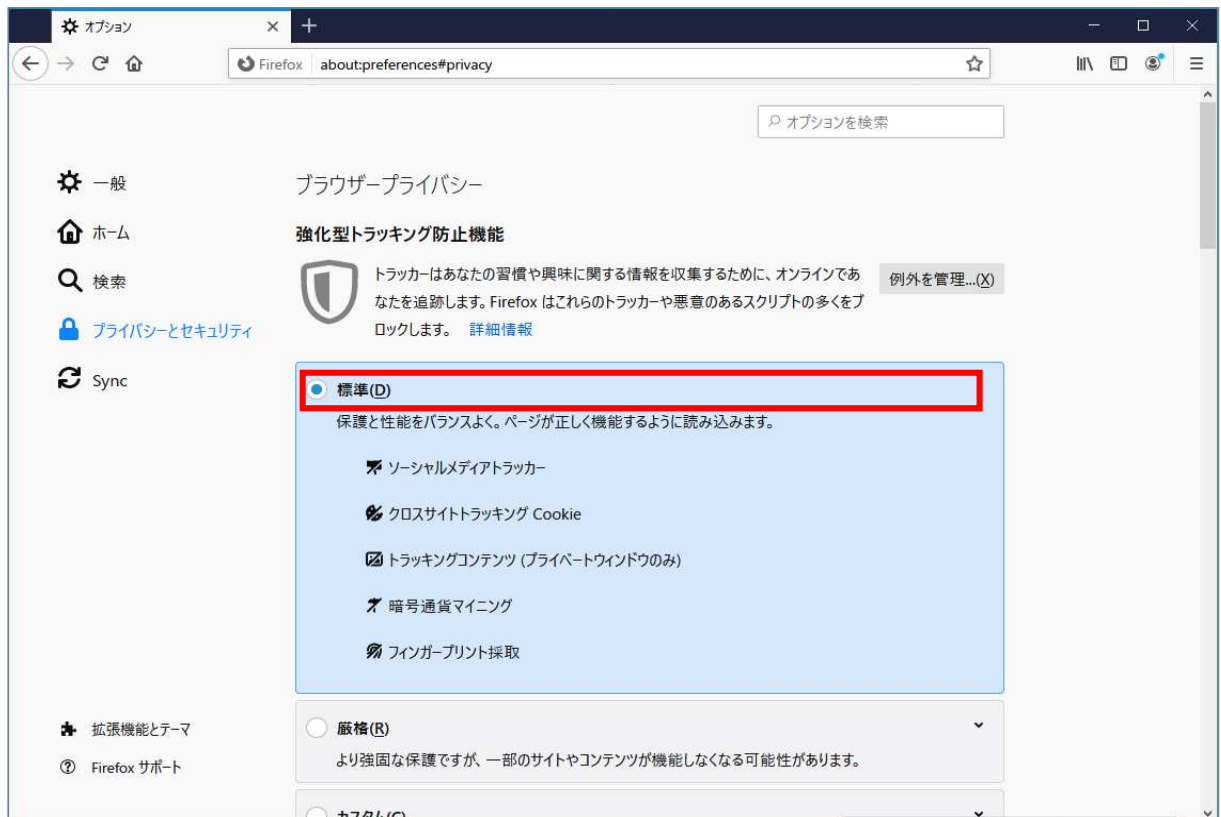 オプション
Firefox about:preferences#privacy
オプションを検索
一般
ホーム
検索
プライバシーとセキュリティ
Sync
拡張機能とテーマ
Firefox サポート
ブラウザープライバシー
強化型トラッキング防止機能
トラッカーはあなたの習慣や興味に関する情報を収集するために、オンラインであ
なたを追跡します。Firefox はこれらのトラッカーや悪意のあるスクリプトの多くをブ
ロックします。 詳細情報
例外を管理...(X)
標準(D)
保護と性能をバランスよく。ページが正しく機能するように読み込みます。
ソーシャルメディアトラッカー
クロスサイトトラッキング Cookie
トラッキングコンテンツ (プライベートウィンドウのみ)
暗号通貨マイニング
フィンガープリント採取
厳格(R)
より強固な保護ですが、一部のサイトやコンテンツが機能しなくなる可能性があります。
カスタム(C)